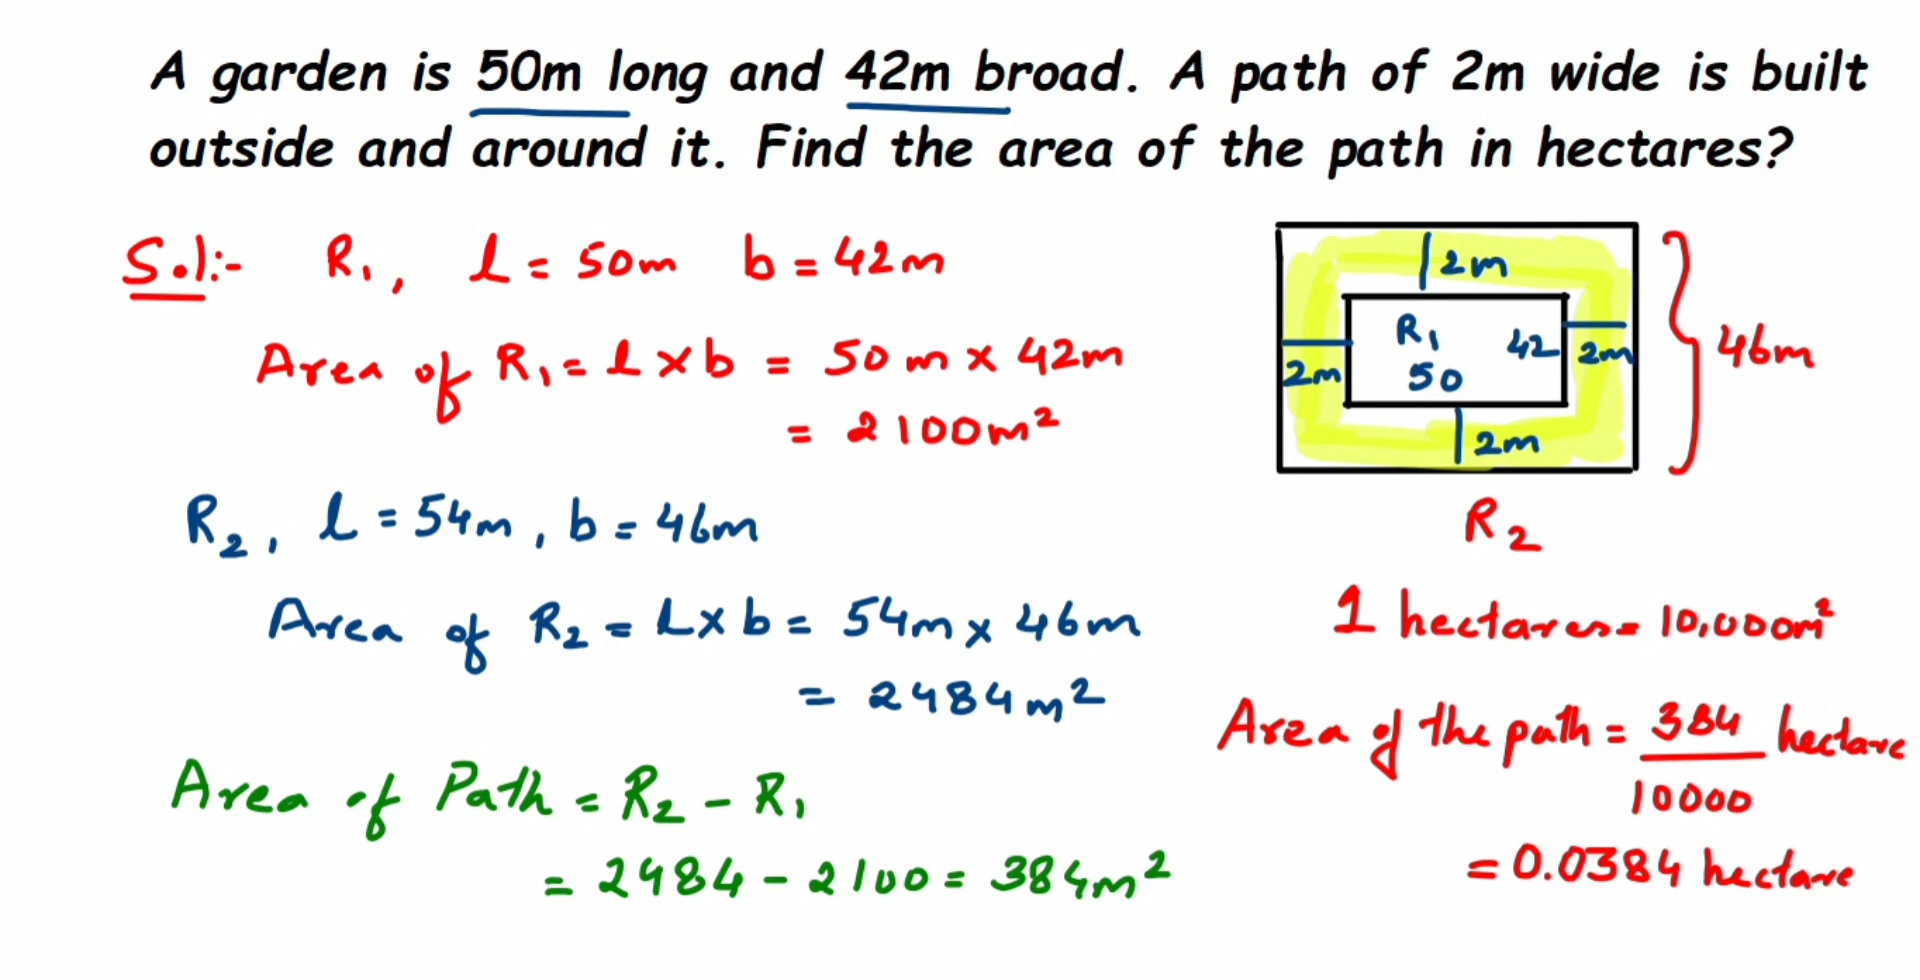 A garden is 50m long and 42m broad. A path of 2m wide is built
outside and around it. Find the area of the path in hectares?
Sol:- R₁, l = 50m b = 42m
Area of R₁ = l × b = 50 m × 42m
= 2100m²
R₂, l = 54m, b = 46m
Area of R₂ = l × b = 54m × 46m
= 2484m²
Area of Path = R₂ - R₁
= 2484 - 2100 = 384m²
2m
R₁ 42 2m
2m 50
2m
46m
R₂
1 hectares = 10,000m²
Area of the path = 384/10000 hectare
= 0.0384 hectare